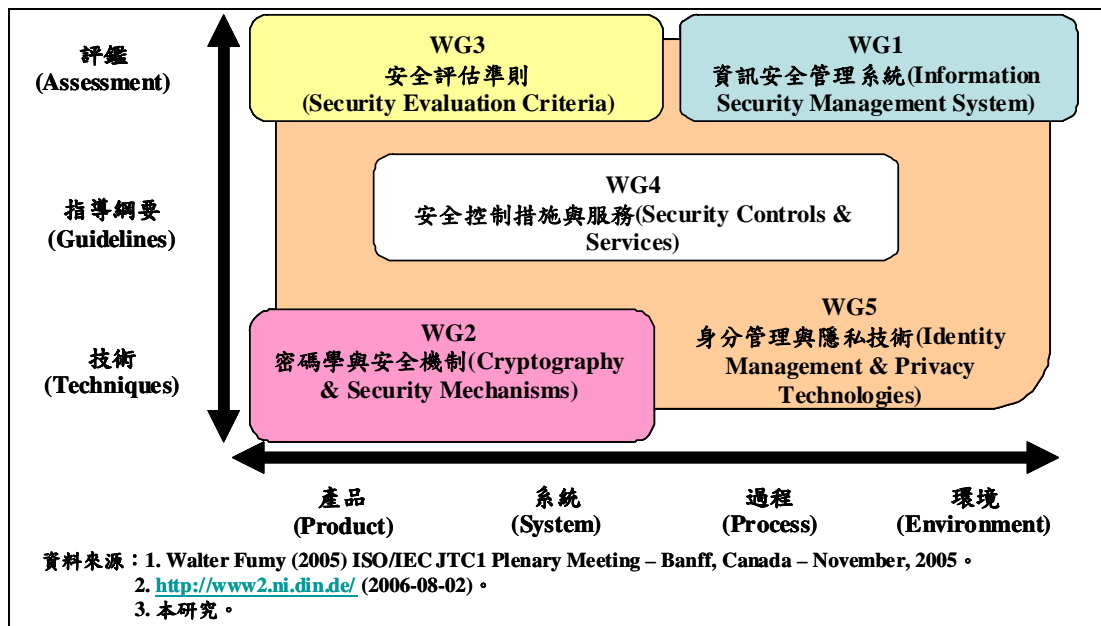 評鑑
(Assessment)
WG3
安全評估準則
(Security Evaluation Criteria)
WG1
資訊安全管理系統(Information
Security Management System)
指導綱要
(Guidelines)
WG4
安全控制措施與服務(Security Controls &
Services)
技術
(Techniques)
WG2
密碼學與安全機制(Cryptography
& Security Mechanisms)
WG5
身分管理與隱私技術(Identity
Management & Privacy
Technologies)
產品
(Product)
系統
(System)
過程
(Process)
環境
(Environment)
資料來源：1. Walter Fumy (2005) ISO/IEC JTC1 Plenary Meeting – Banff, Canada – November, 2005。
2. http://www2.ni.din.de/ (2006-08-02)。
3. 本研究。